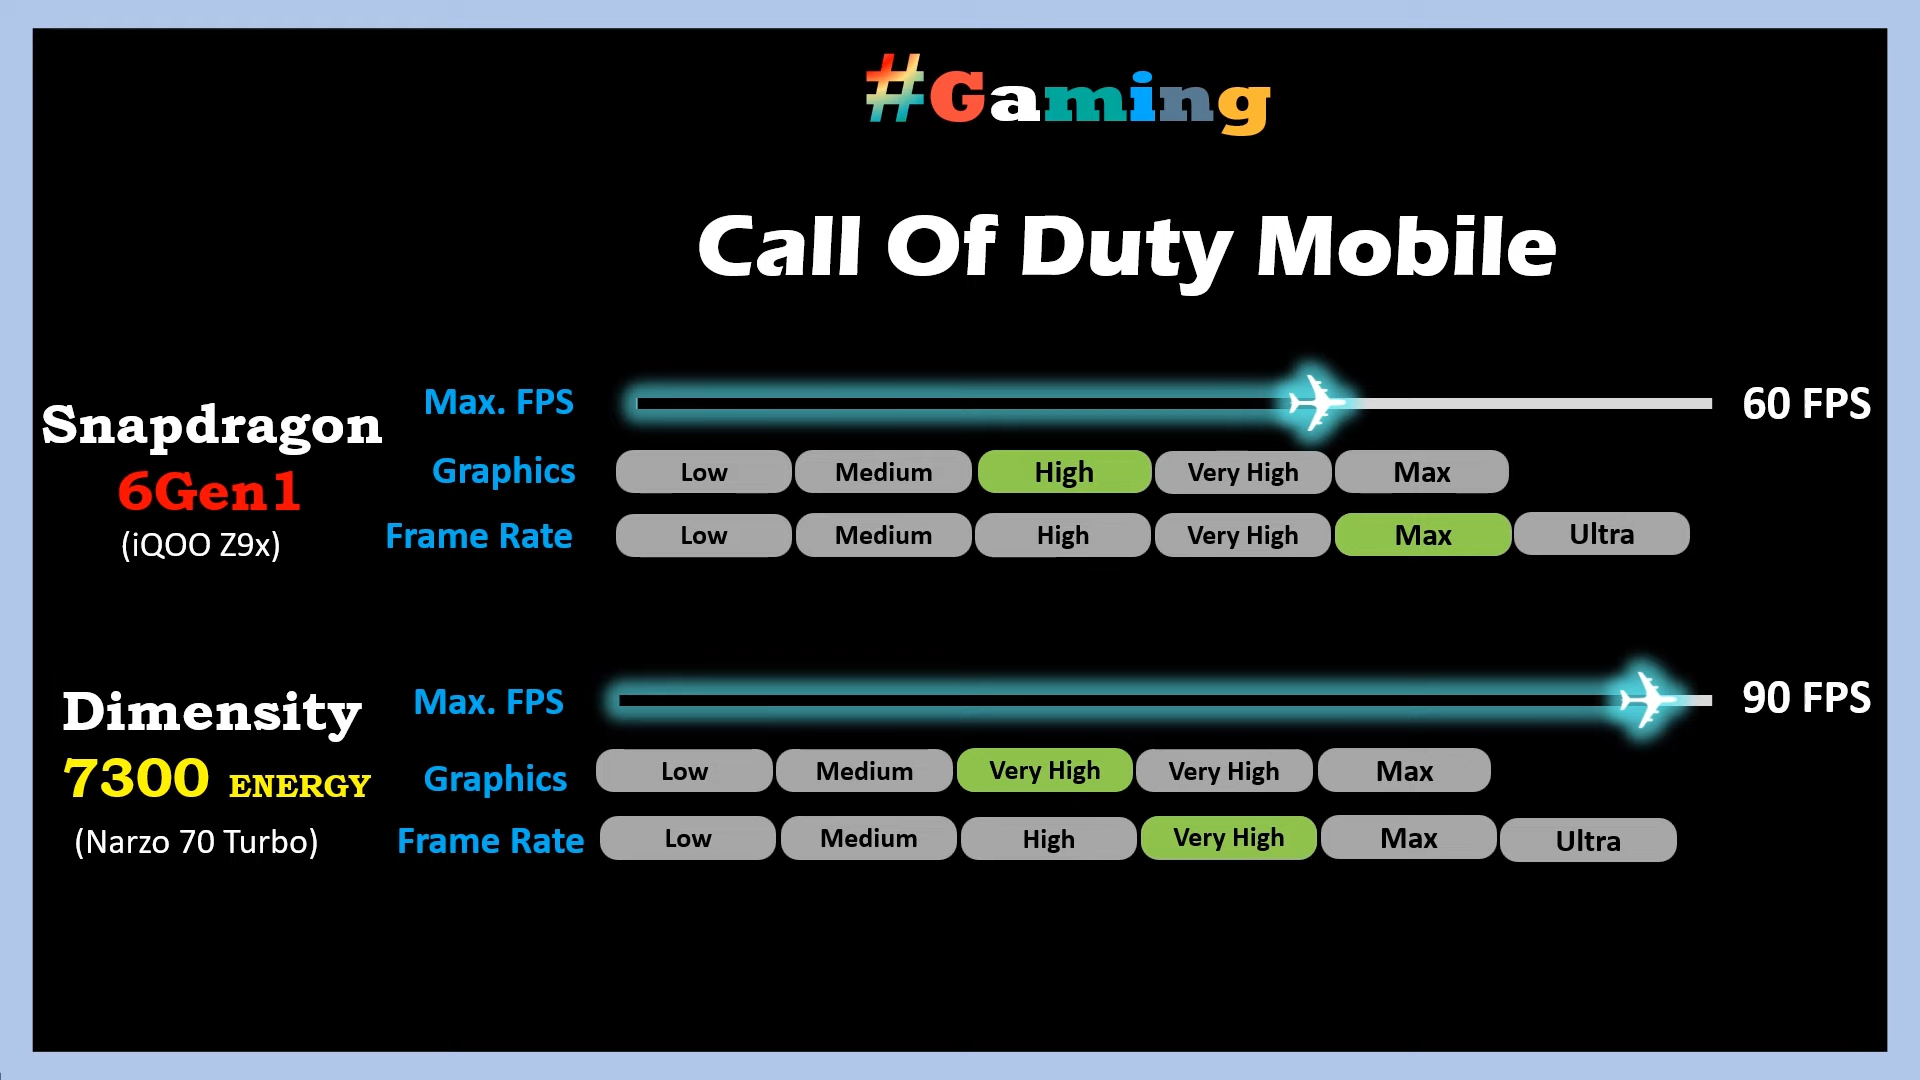 #Gaming
Call Of Duty Mobile
Snapdragon
6Gen1
(iQOO Z9x)
Max. FPS
60 FPS
Graphics
Low Medium High Very High Max
Frame Rate
Low Medium High Very High Max Ultra
Dimensity
7300 ENERGY
(Narzo 70 Turbo)
Max. FPS
90 FPS
Graphics
Low Medium Very High Very High Max
Frame Rate
Low Medium High Very High Max Ultra